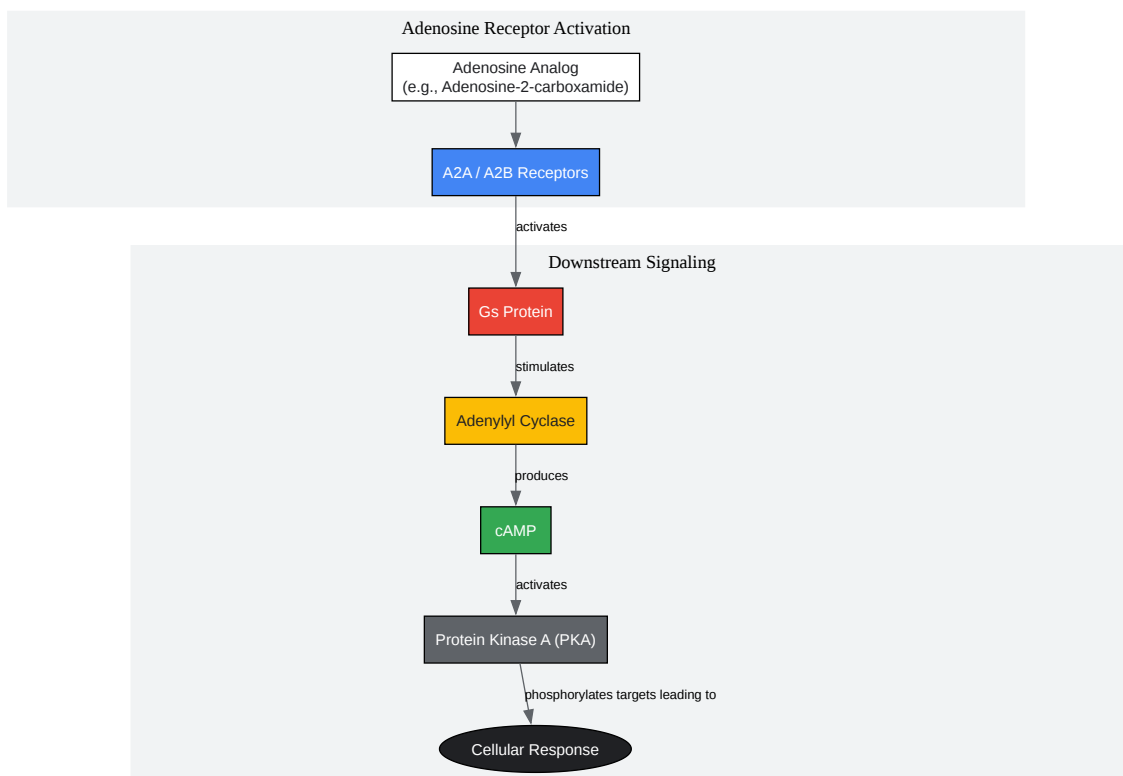 Adenosine Receptor Activation
Adenosine Analog
(e.g., Adenosine-2-carboxamide)
A2A / A2B Receptors
activates
Downstream Signaling
Gs Protein
stimulates
Adenylyl Cyclase
produces
cAMP
activates
Protein Kinase A (PKA)
phosphorylates targets leading to
Cellular Response